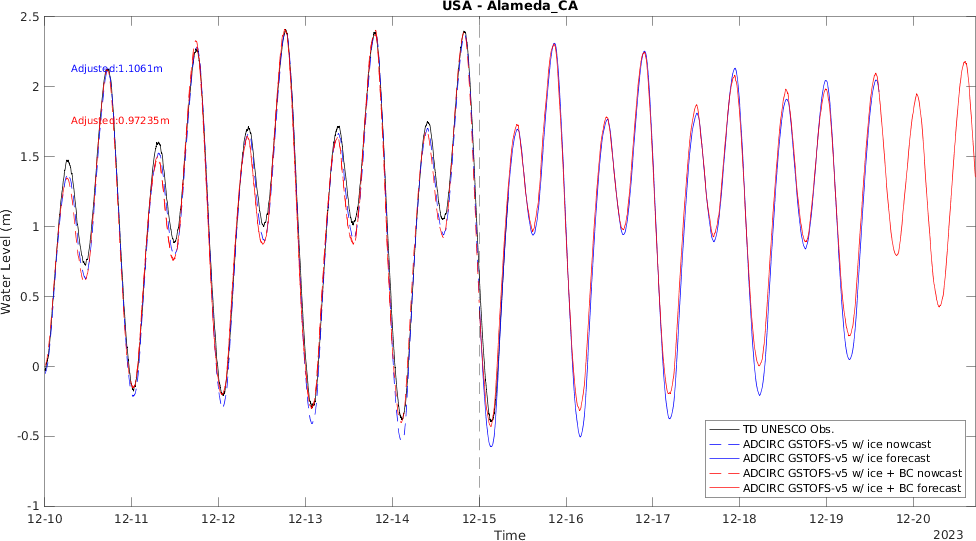 USA - Alameda_CA
2.5
2
1.5
1
0.5
0
-0.5
-1
Water Level (m)
Adjusted:1.1061m
Adjusted:0.97235m
TD UNESCO Obs.
ADCIRC GSTOFS-v5 w/ ice nowcast
ADCIRC GSTOFS-v5 w/ ice forecast
ADCIRC GSTOFS-v5 w/ ice + BC nowcast
ADCIRC GSTOFS-v5 w/ ice + BC forecast
12-10 12-11 12-12 12-13 12-14 12-15 12-16 12-17 12-18 12-19 12-20
Time
2023